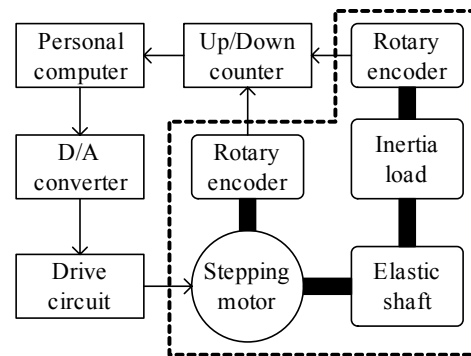 Personal
computer
Up/Down
counter
Rotary
encoder
D/A
converter
Rotary
encoder
Inertia
load
Drive
circuit
Stepping
motor
Elastic
shaft